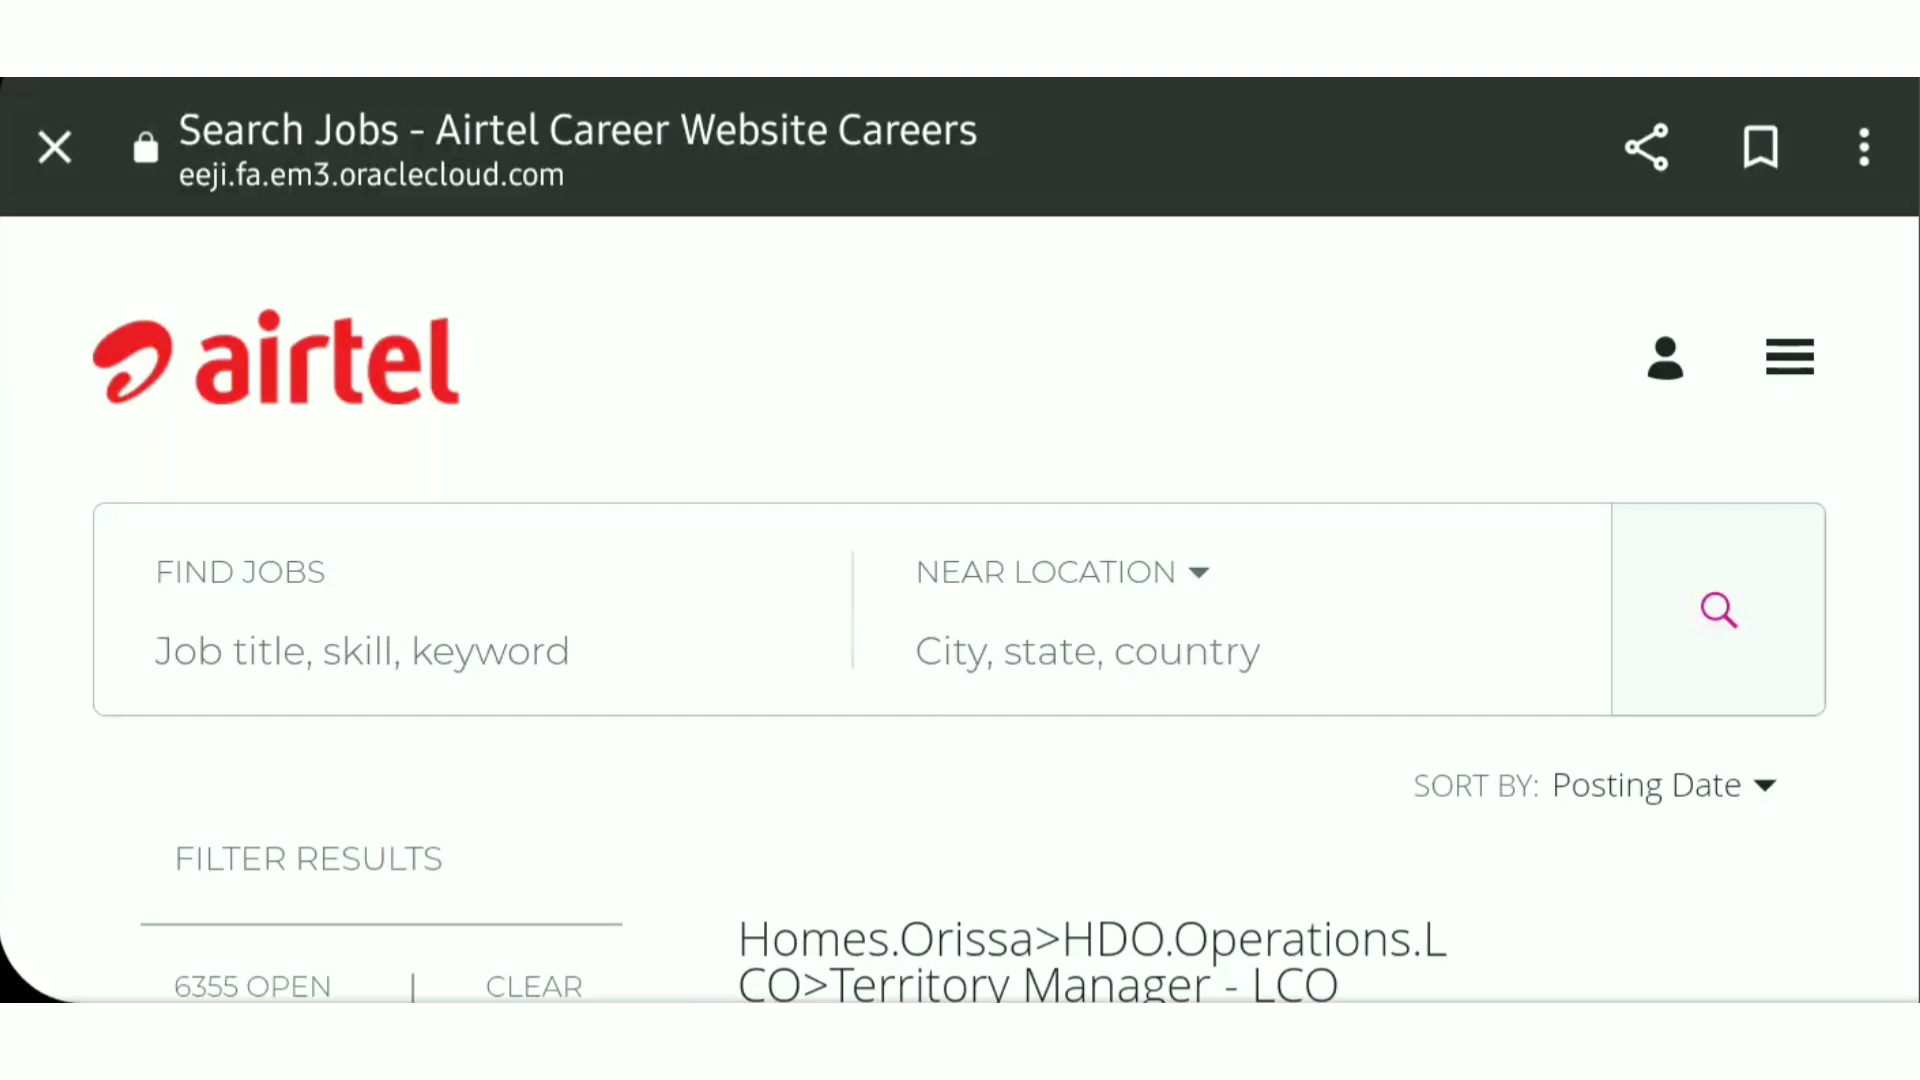 Search Jobs - Airtel Career Website Careers
eeji.fa.em3.oraclecloud.com
airtel
FIND JOBS
NEAR LOCATION
Job title, skill, keyword
City, state, country
SORT BY: Posting Date
FILTER RESULTS
Homes.Orissa>HDO.Operations.L
CO>Territory Manager - LCO
6355 OPEN | CLEAR